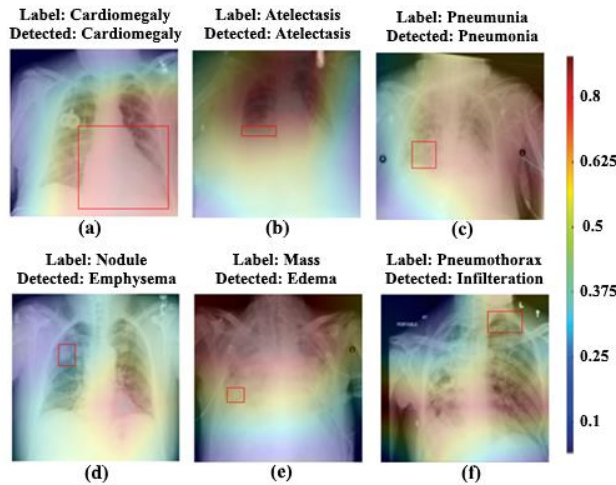 Label: Cardiomegaly
Detected: Cardiomegaly
Label: Atelectasis
Detected: Atelectasis
Label: Pneumunia
Detected: Pneumonia
(a)
(b)
(c)
0.8
0.625
0.5
0.375
0.25
0.1
Label: Nodule
Detected: Emphysema
Label: Mass
Detected: Edema
Label: Pneumothorax
Detected: Infilteration
PORTABLE
(d)
(e)
(f)